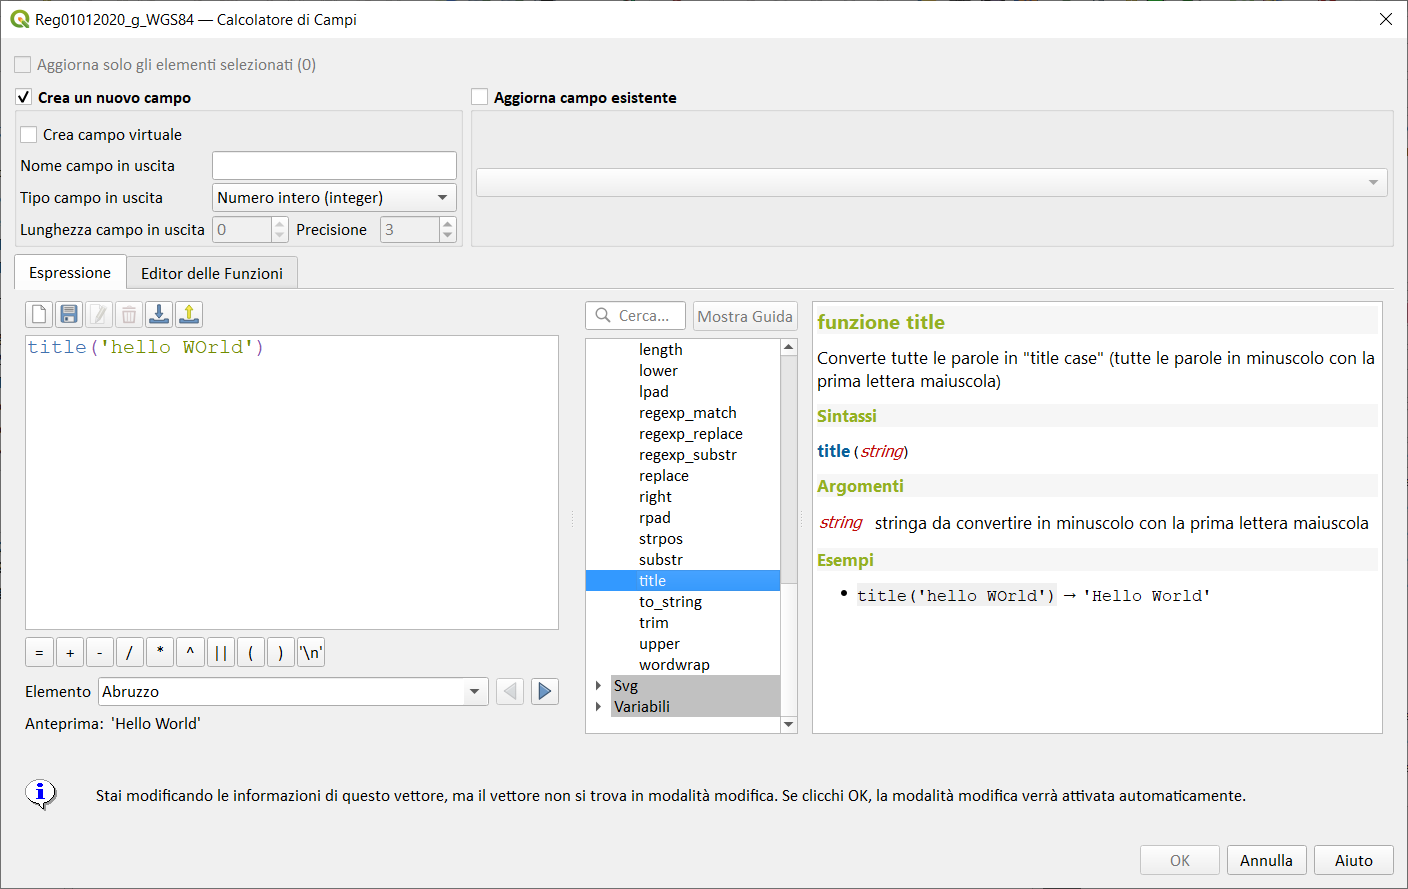 Reg01012020_g_WGS84 — Calcolatore di Campi
Aggiorna solo gli elementi selezionati (0)
Crea un nuovo campo
Aggiorna campo esistente
Crea campo virtuale
Nome campo in uscita
Tipo campo in uscita Numero intero (integer)
Lunghezza campo in uscita 0 Precisione 3
Espressione Editor delle Funzioni
title('hello WOrld')
= + - / * ^ || ( ) '\n'
Elemento Abruzzo
Anteprima: 'Hello World'
Cerca... Mostra Guida
length
lower
lpad
regexp_match
regexp_replace
regexp_substr
replace
right
rpad
strpos
substr
title
to_string
trim
upper
wordwrap
Svg
Variabili
funzione title
Converte tutte le parole in "title case" (tutte le parole in minuscolo con la
prima lettera maiuscola)
Sintassi
title (string)
Argomenti
string stringa da convertire in minuscolo con la prima lettera maiuscola
Esempi
• title('hello WOrld') → 'Hello World'
Stai modificando le informazioni di questo vettore, ma il vettore non si trova in modalità modifica. Se clicchi OK, la modalità modifica verrà attivata automaticamente.
OK Annulla Aiuto